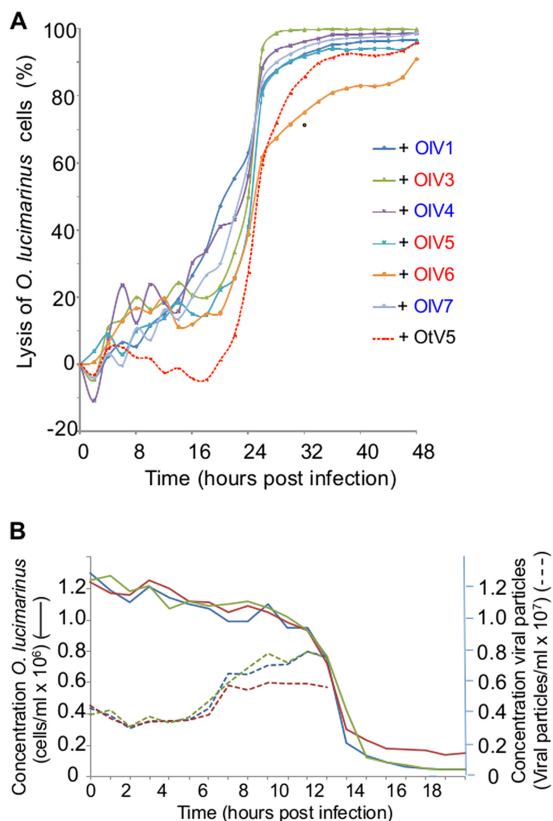 A
Lysis of O. lucimarinus cells (%)
100
80
60
40
20
0
-20
0 8 16 24 32 40 48
Time (hours post infection)
+ OlV1
+ OlV3
+ OlV4
+ OlV5
+ OlV6
+ OlV7
+ OtV5
B
Concentration O. lucimarinus
(cells/ml x 10⁶) (—)
1.2
1.0
0.8
0.6
0.4
0.2
0
0 2 4 6 8 10 12 14 16 18
Time (hours post infection)
1.2
1.0
0.8
0.6
0.4
0.2
0
Concentration viral particles
(Viral particles/ml x 10⁷) (---)